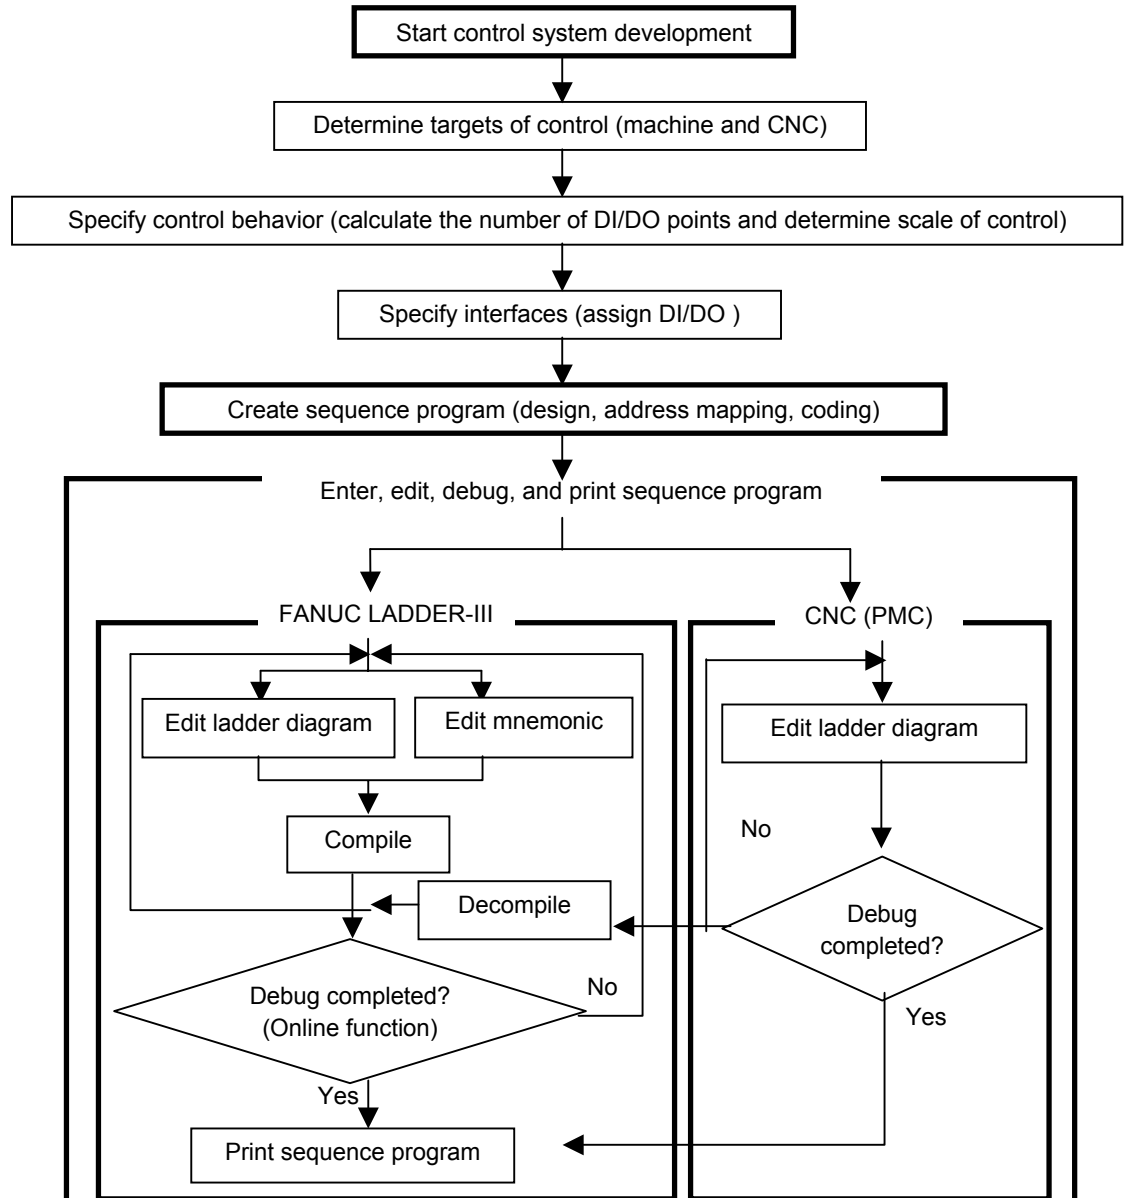 Start control system development
Determine targets of control (machine and CNC)
Specify control behavior (calculate the number of DI/DO points and determine scale of control)
Specify interfaces (assign DI/DO )
Create sequence program (design, address mapping, coding)
Enter, edit, debug, and print sequence program
FANUC LADDER-III
CNC (PMC)
Edit ladder diagram
Edit mnemonic
Edit ladder diagram
Compile
No
Decompile
Debug
completed?
Debug completed?
(Online function)
No
Yes
Yes
Print sequence program